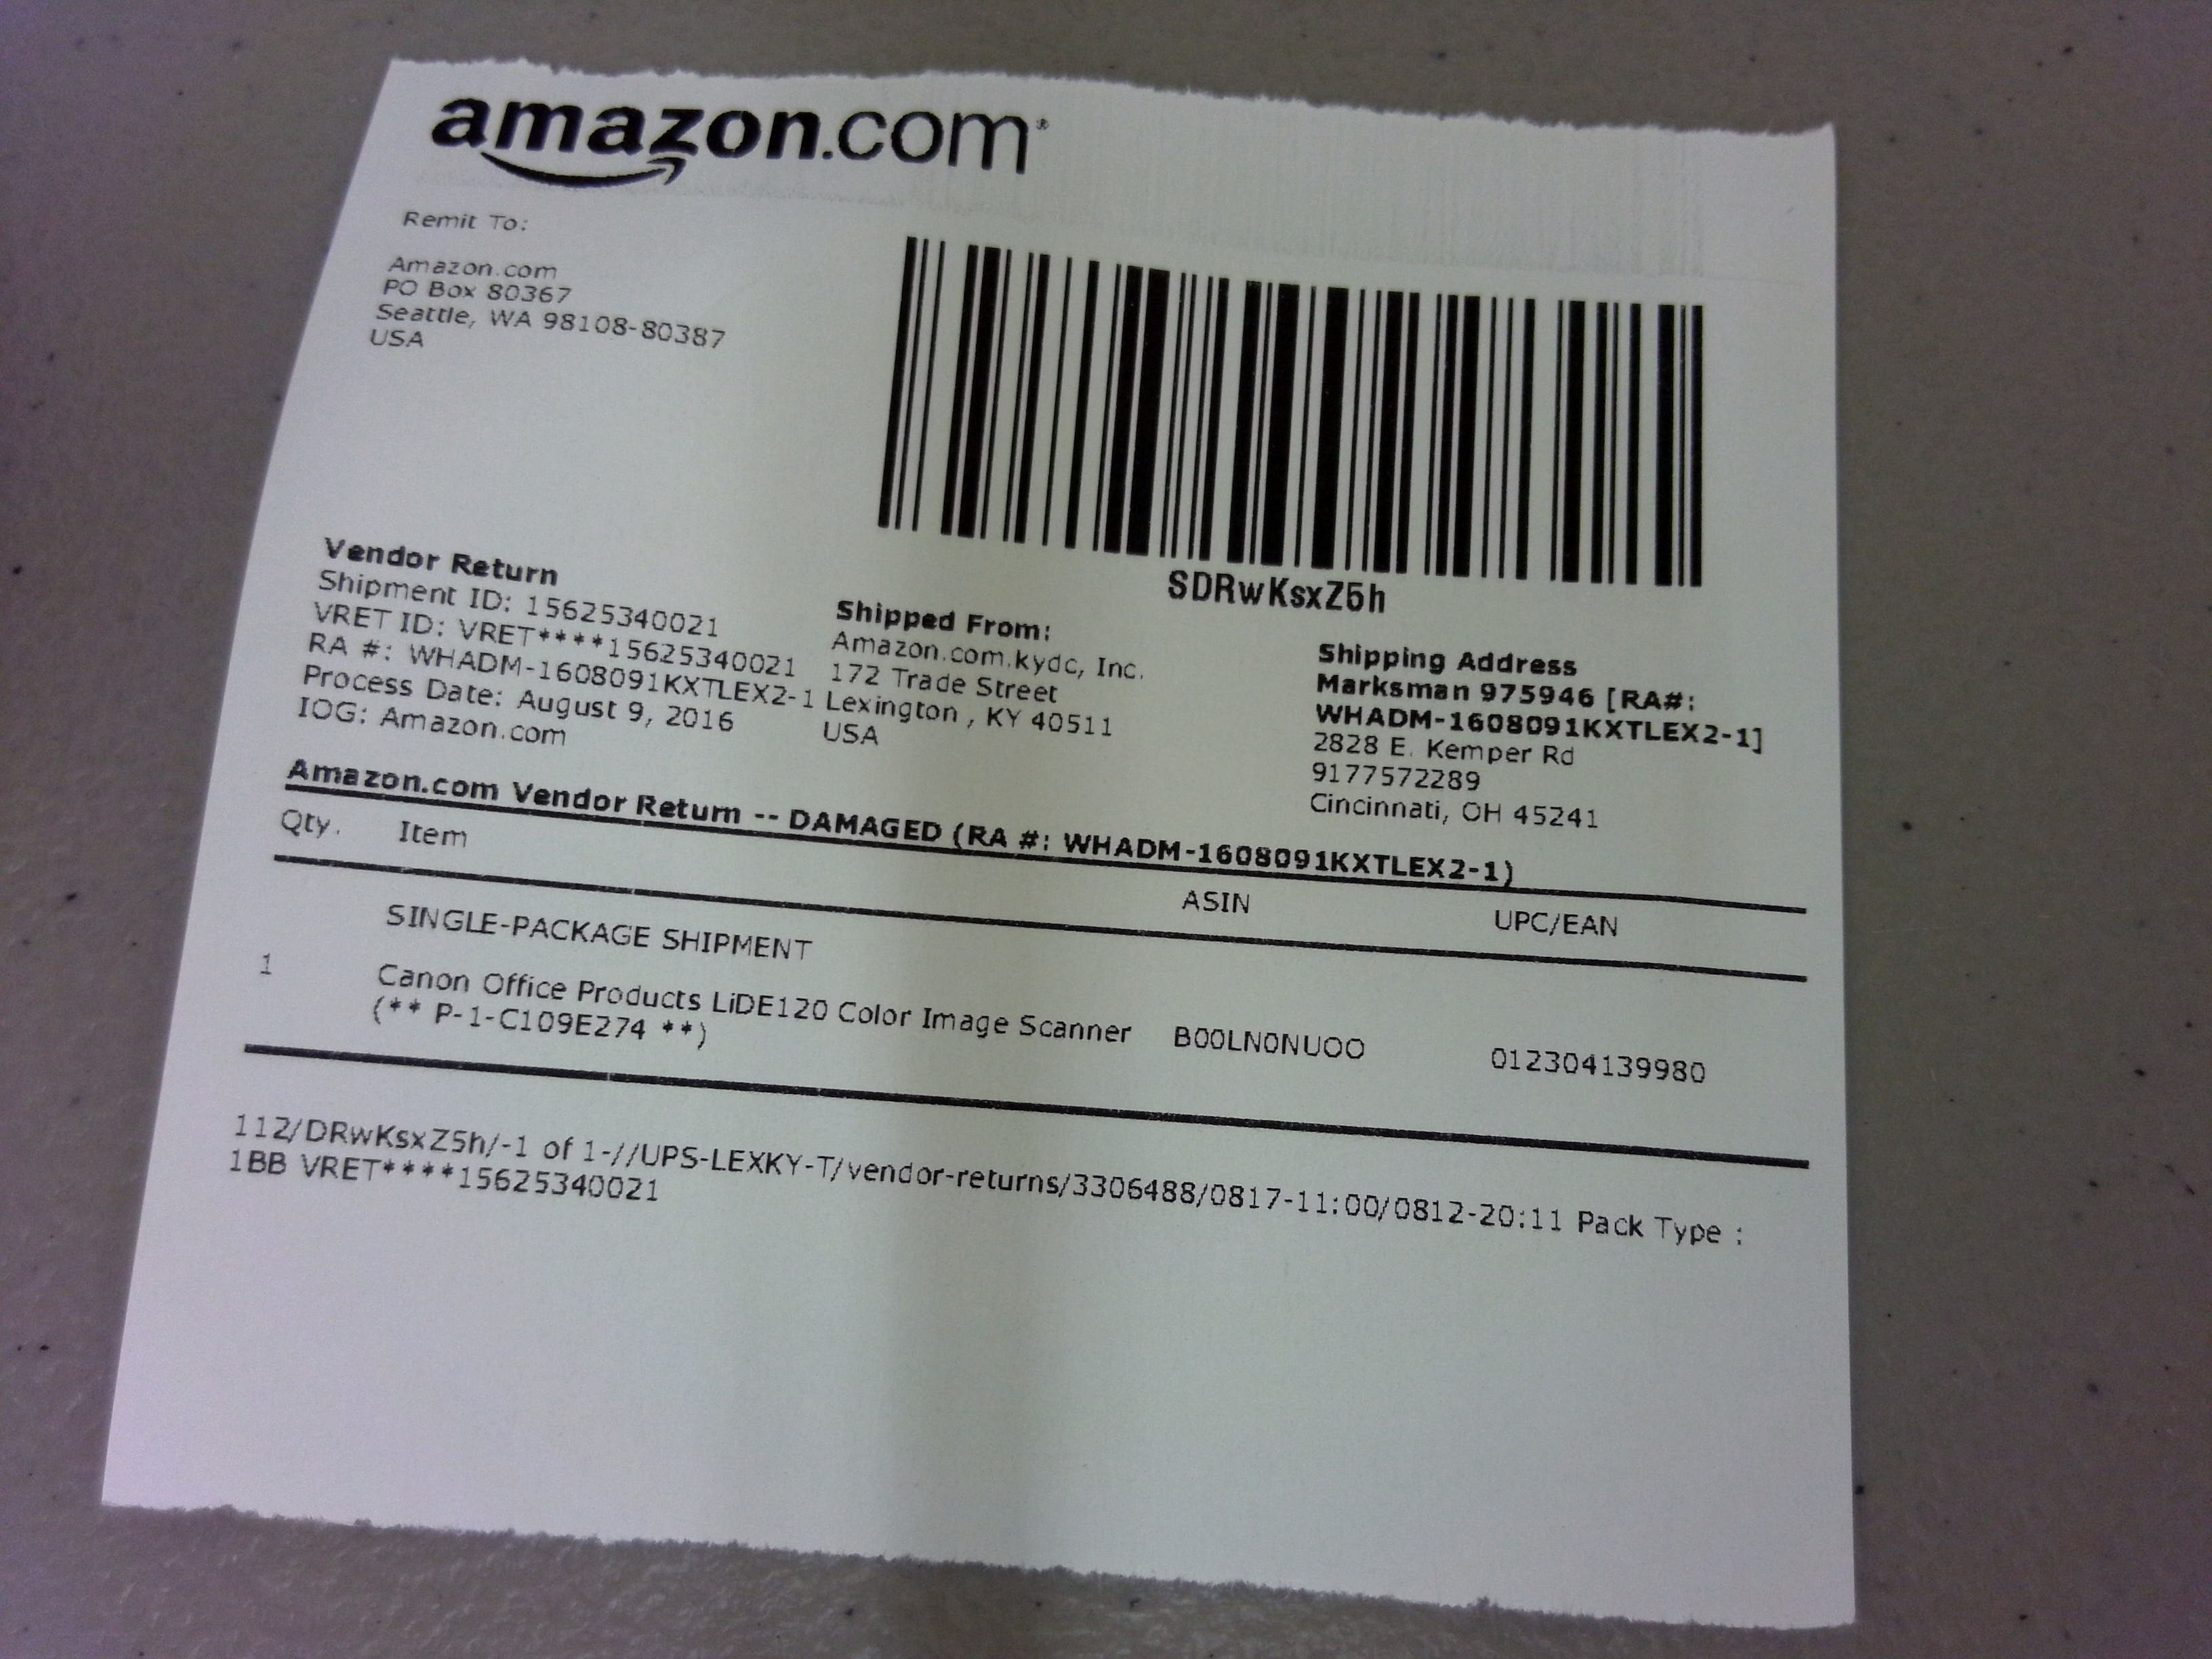 amazon.com
Remit To:
Amazon.com
PO Box 80367
Seattle, WA 98108-80387
USA
SDRwKsxZ5h
Vendor Return
Shipment ID: 15625340021
VRET ID: VRET****15625340021
RA #: WHADM-1608091KXTLEX2-1
Process Date: August 9, 2016
IOG: Amazon.com
Shipped From:
Amazon.com.kydc, Inc.
172 Trade Street
Lexington , KY 40511
USA
Shipping Address
Marksman 975946 [RA#:
WHADM-1608091KXTLEX2-1]
2828 E. Kemper Rd
9177572289
Cincinnati, OH 45241
Amazon.com Vendor Return -- DAMAGED (RA #: WHADM-1608091KXTLEX2-1)
Qty. Item ASIN UPC/EAN
SINGLE-PACKAGE SHIPMENT
1 Canon Office Products LiDE120 Color Image Scanner B00LN0NUOO 012304139980
(** P-1-C109E274 **)
112/DRwKsxZ5h/-1 of 1-//UPS-LEXKY-T/vendor-returns/3306488/0817-11:00/0812-20:11 Pack Type :
1BB VRET****15625340021